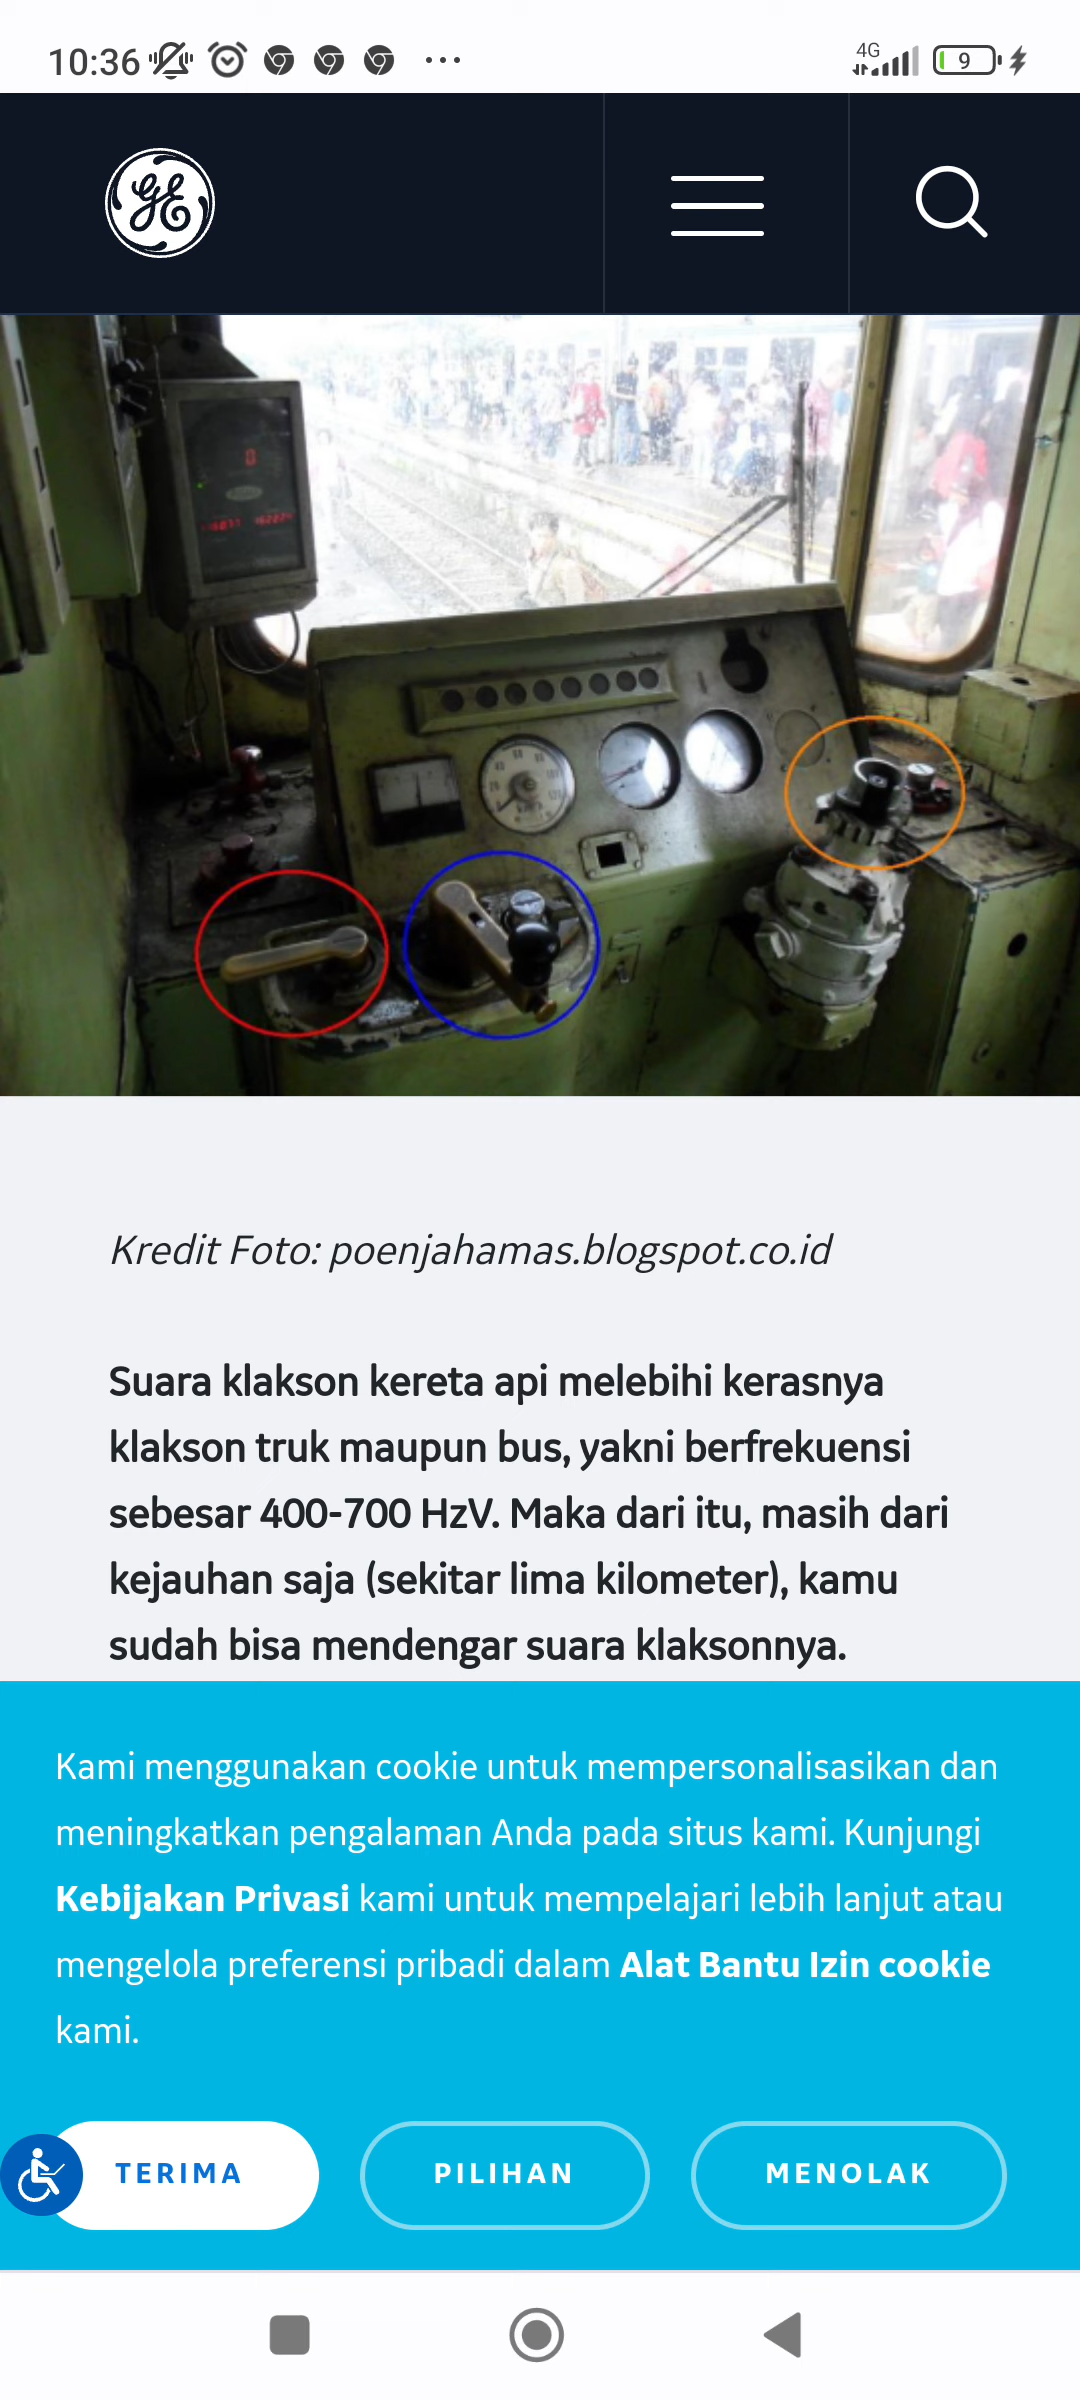 10:36
4G
9
GE
Kredit Foto: poenjahamas.blogspot.co.id
Suara klakson kereta api melebihi kerasnya
klakson truk maupun bus, yakni berfrekuensi
sebesar 400-700 HzV. Maka dari itu, masih dari
kejauhan saja (sekitar lima kilometer), kamu
sudah bisa mendengar suara klaksonnya.
Kami menggunakan cookie untuk mempersonalisasikan dan
meningkatkan pengalaman Anda pada situs kami. Kunjungi
Kebijakan Privasi kami untuk mempelajari lebih lanjut atau
mengelola preferensi pribadi dalam Alat Bantu Izin cookie
kami.
TERIMA
PILIHAN
MENOLAK